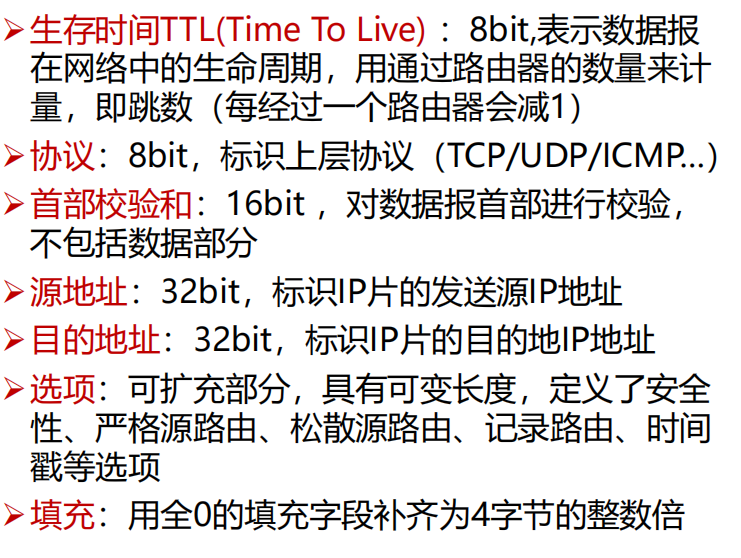 ➢生存时间TTL(Time To Live) ：8bit,表示数据报
在网络中的生命周期，用通过路由器的数量来计
量，即跳数（每经过一个路由器会减1）
➢协议：8bit，标识上层协议（TCP/UDP/ICMP...）
➢首部校验和：16bit ，对数据报首部进行校验，
不包括数据部分
➢源地址：32bit，标识IP片的发送源IP地址
➢目的地址：32bit，标识IP片的目的地IP地址
➢选项：可扩充部分，具有可变长度，定义了安全
性、严格源路由、松散源路由、记录路由、时间
戳等选项
➢填充：用全0的填充字段补齐为4字节的整数倍